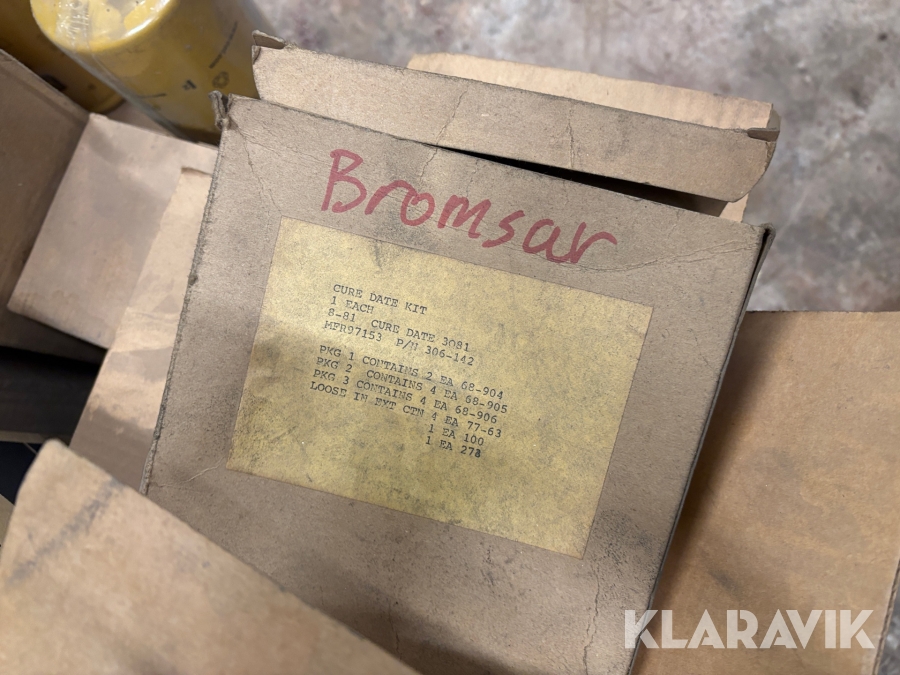 Bromsar
CURE DATE KIT
1 EACH
8-81 CURE DATE 3Q81
MFR97153 P/N 306-142
PKG 1 CONTAINS 2 EA 68-904
PKG 2 CONTAINS 4 EA 68-905
PKG 3 CONTAINS 4 EA 68-906
LOOSE IN EXT CTN 4 EA 77-63
1 EA 100
1 EA 273
KLARAVIK